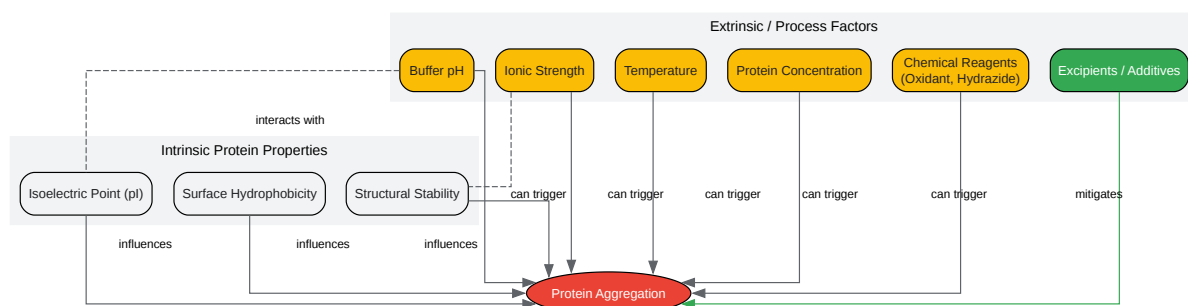 Extrinsic / Process Factors
Buffer pH
Ionic Strength
Temperature
Protein Concentration
Chemical Reagents
(Oxidant, Hydrazide)
Excipients / Additives
interacts with
Intrinsic Protein Properties
Isoelectric Point (pI)
Surface Hydrophobicity
Structural Stability
can trigger
can trigger
can trigger
can trigger
can trigger
mitigates
influences
influences
influences
Protein Aggregation